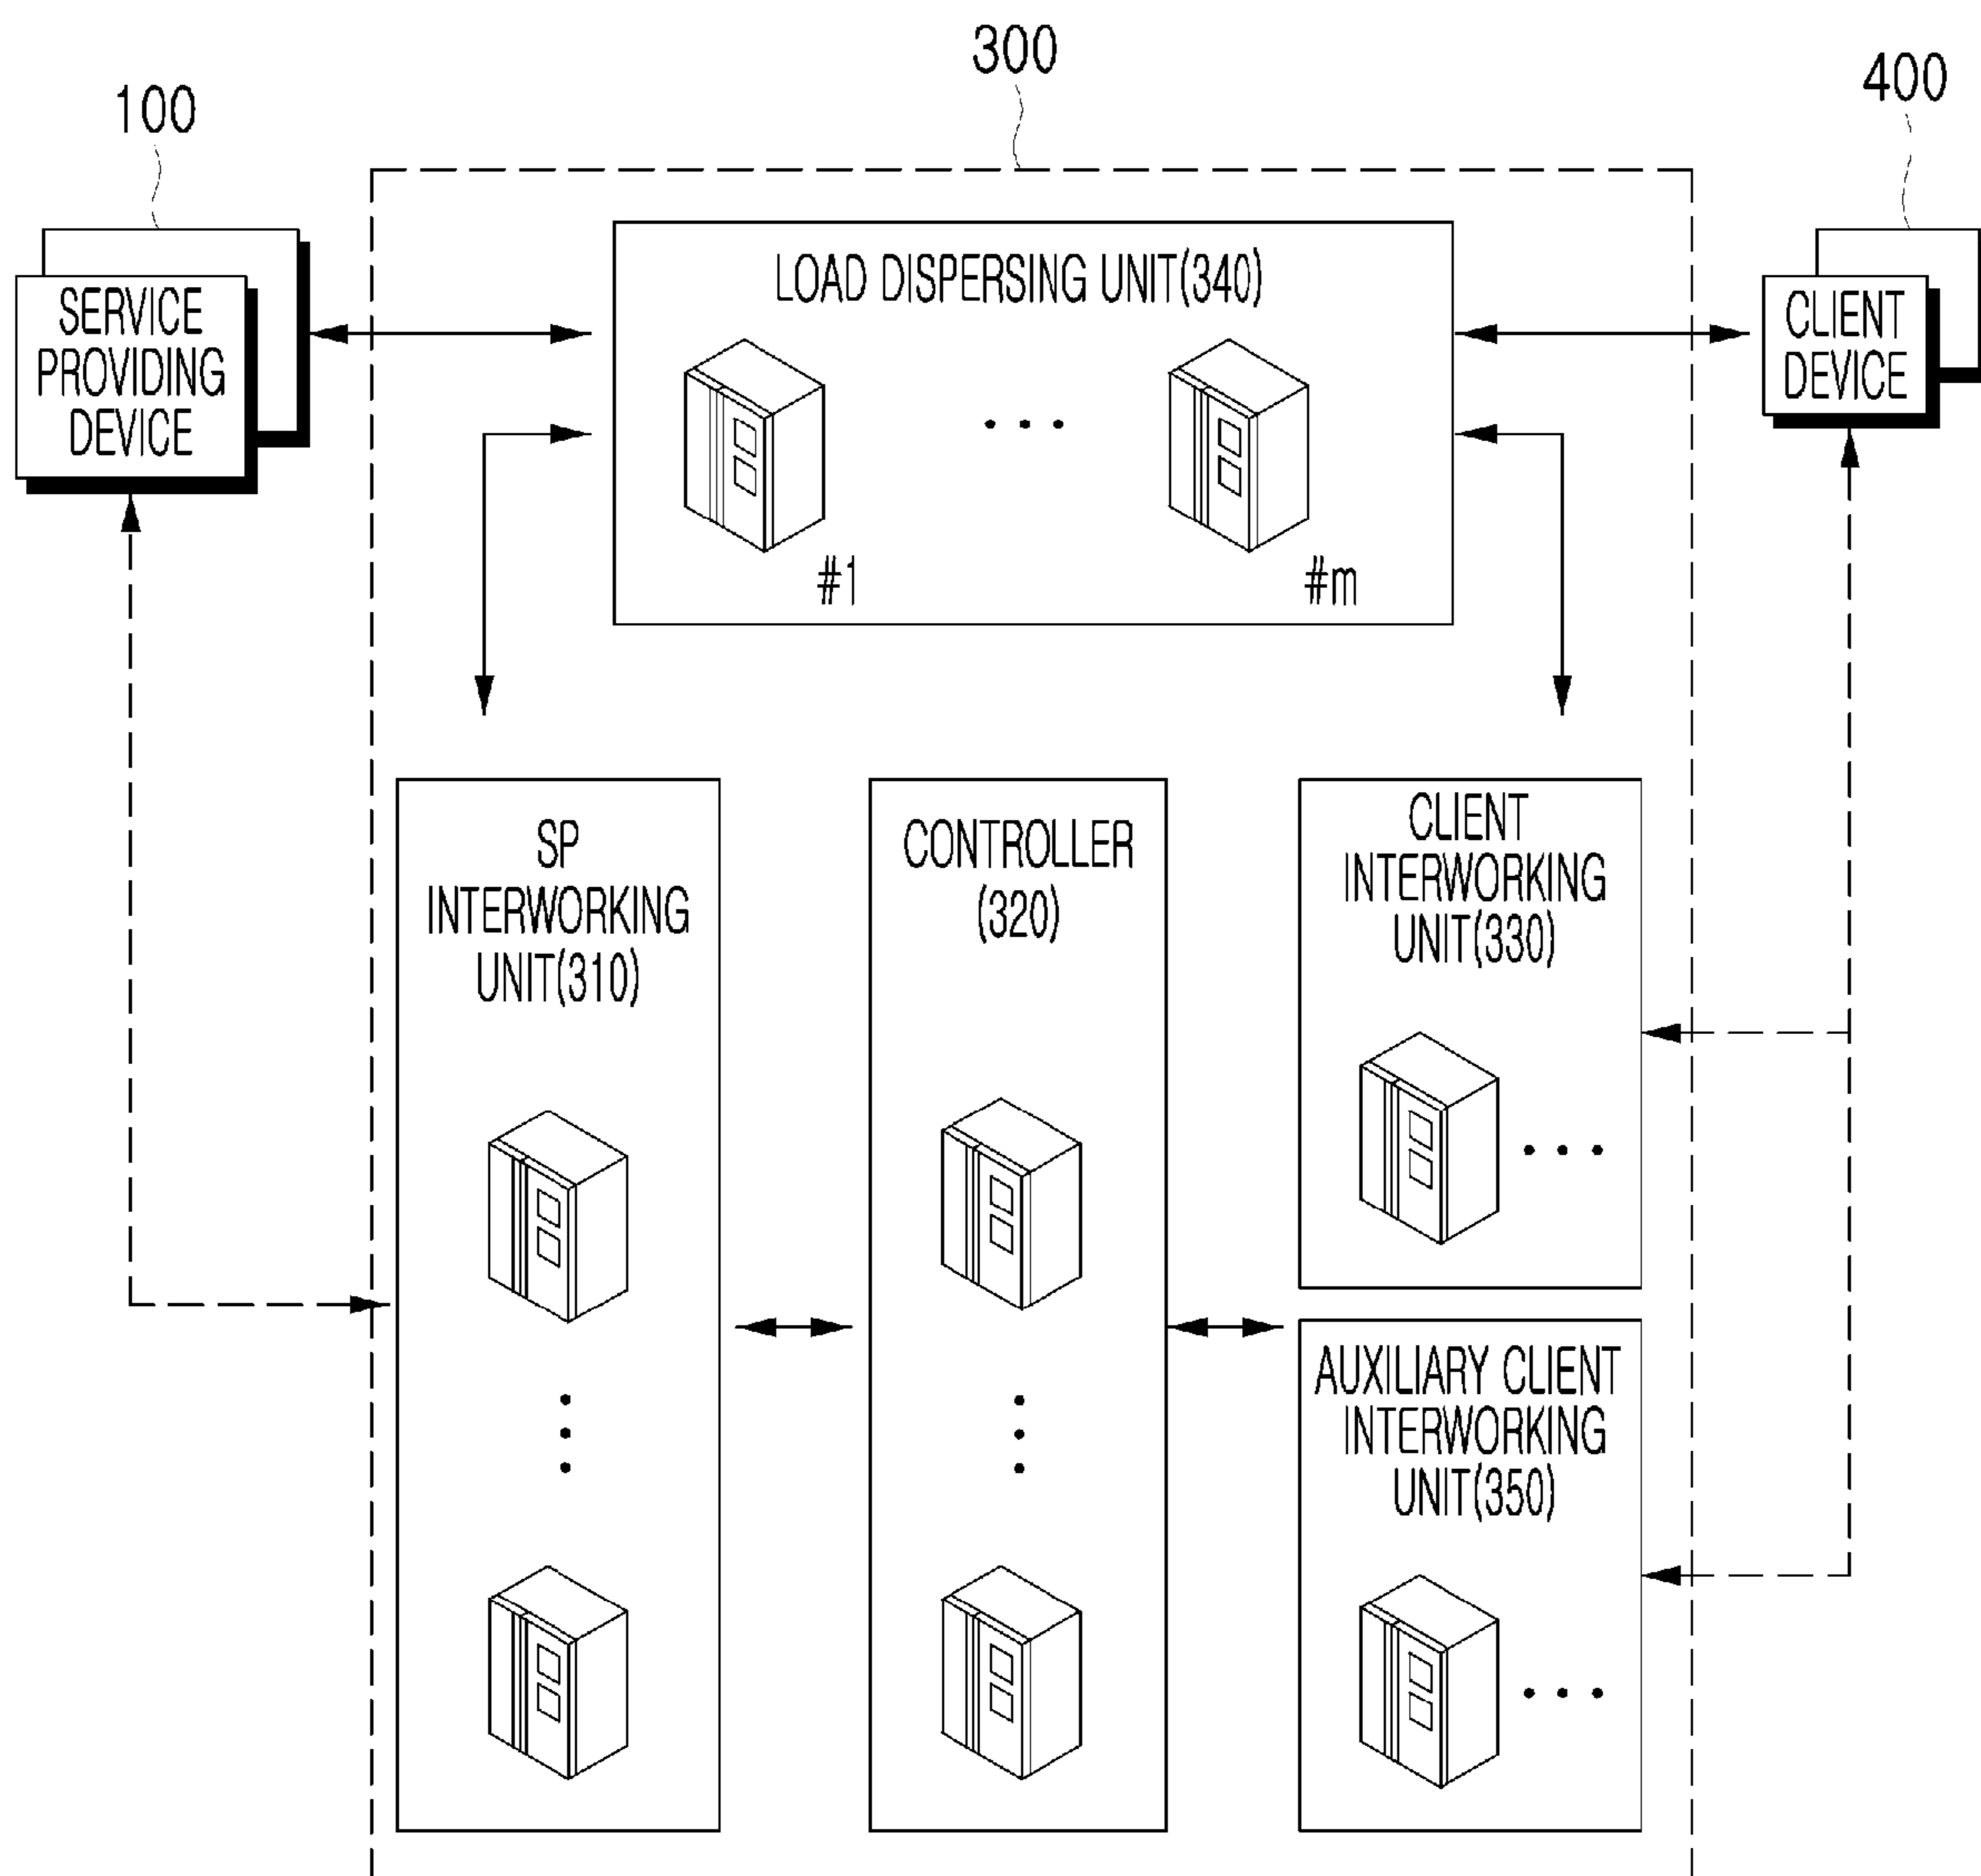 300
400
100
LOAD DISPERSING UNIT(340)
SERVICE
PROVIDING
DEVICE
CLIENT
DEVICE
#1
#m
SP
INTERWORKING
UNIT(310)
CONTROLLER
(320)
CLIENT
INTERWORKING
UNIT(330)
AUXILIARY CLIENT
INTERWORKING
UNIT(350)